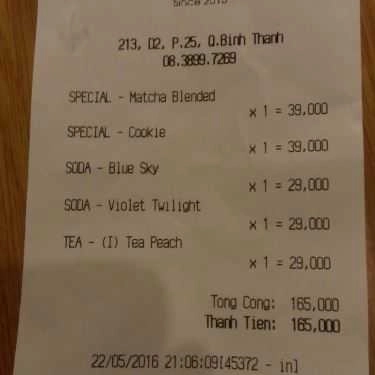 Since 2013
213, D2, P.25, Q.Binh Thanh
08.3899.7269
SPECIAL - Matcha Blended
x 1 = 39,000
SPECIAL - Cookie
x 1 = 39,000
SODA - Blue Sky
x 1 = 29,000
SODA - Violet Twilight
x 1 = 29,000
TEA - (I) Tea Peach
x 1 = 29,000
Tong Cong: 165,000
Thanh Tien: 165,000
22/05/2016 21:06:09[45372 - in]